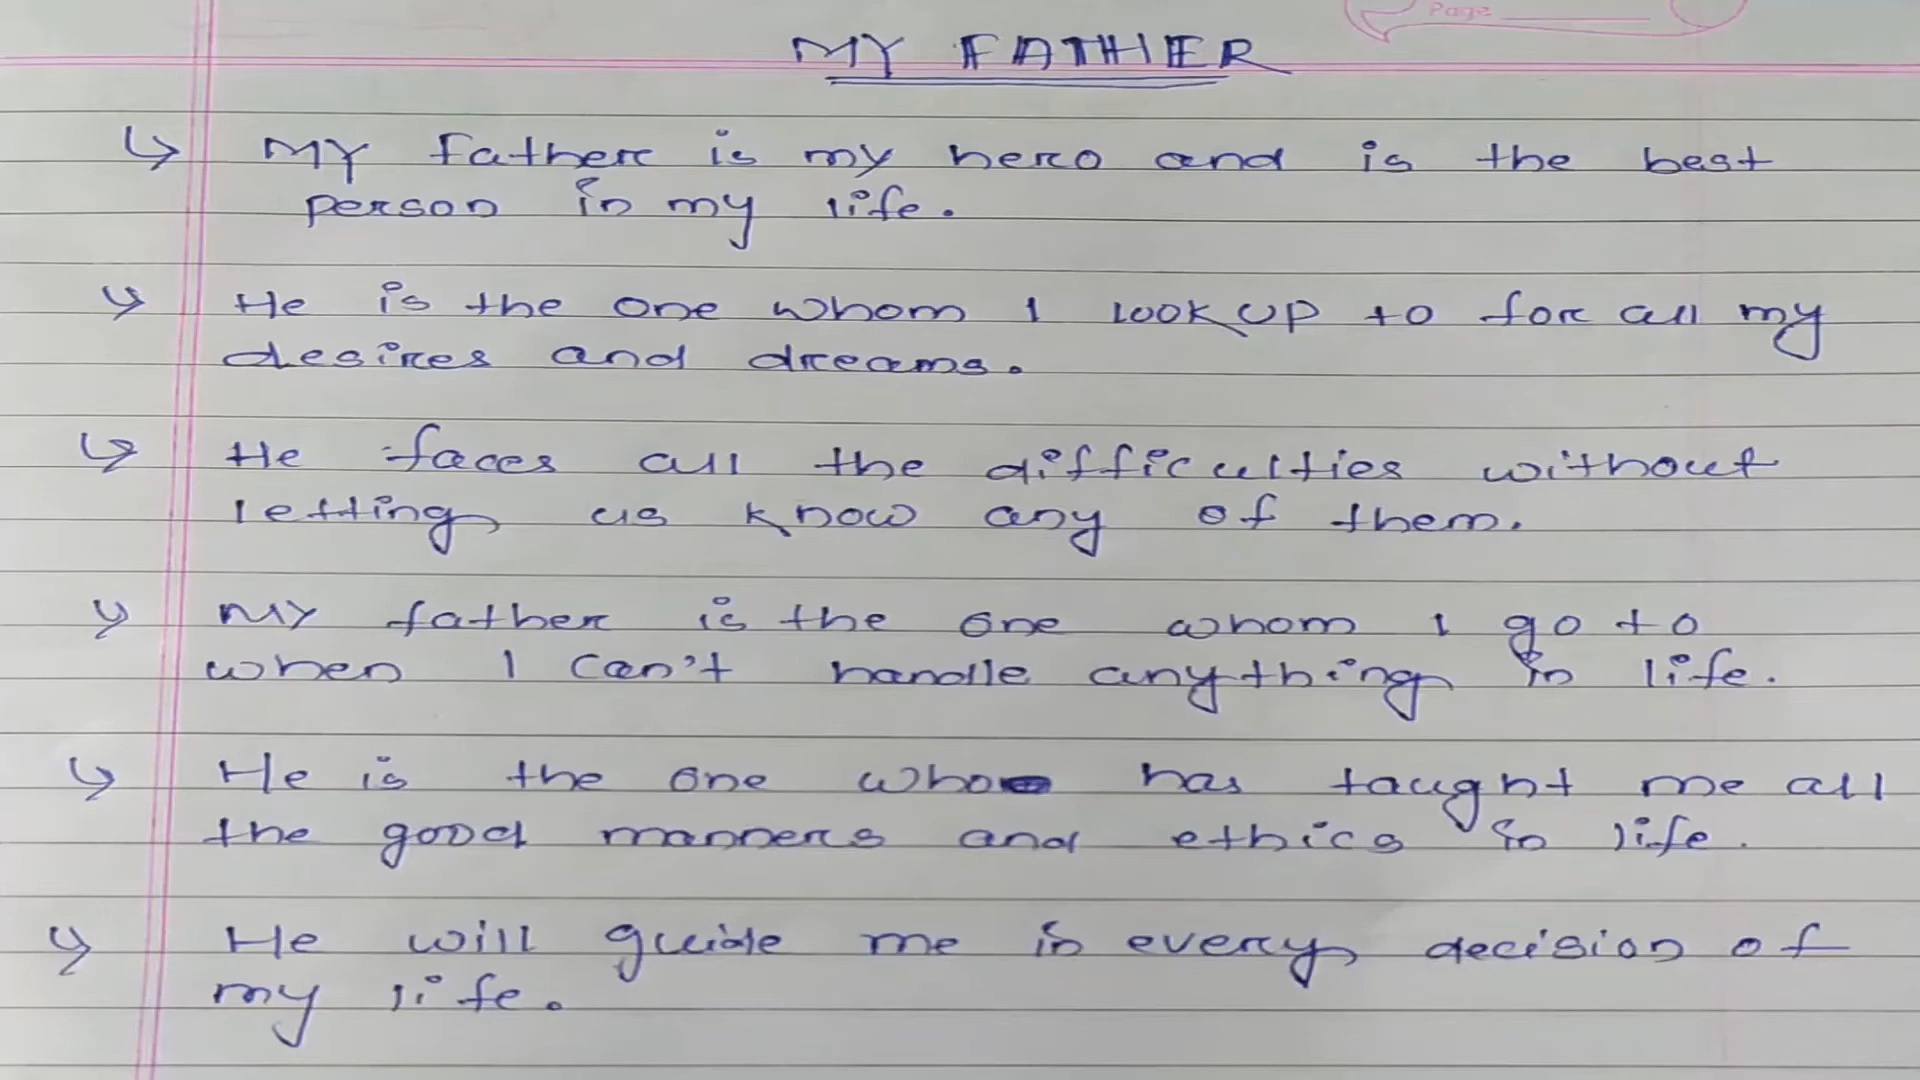 Page
MY FATHER
↳ MY father is my hero and is the best
person in my life.
↳ He is the one whom I look up to for all my
desires and dreams.
↳ He faces all the difficulties without
letting us know any of them.
↳ My father is the one whom I go to
when I can't handle anything in life.
↳ He is the one who has taught me all
the good manners and ethics in life.
↳ He will guide me in every decision of
my life.